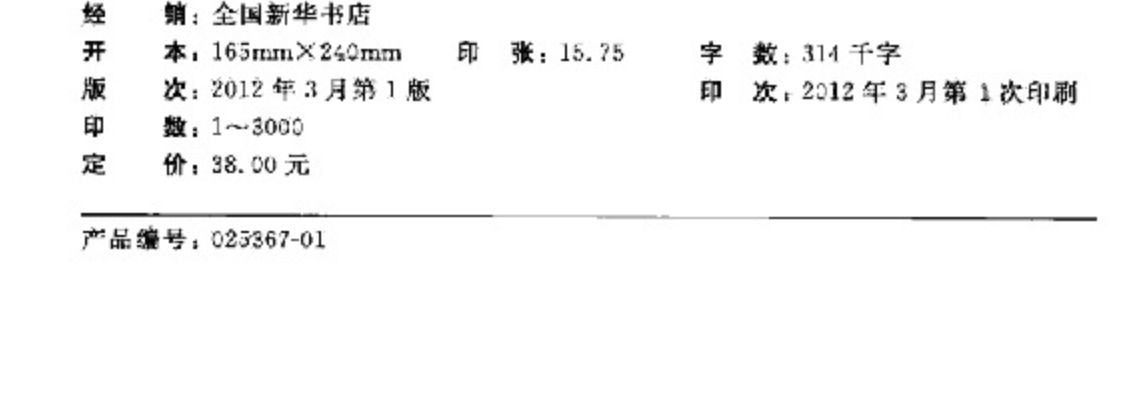 经 销：全国新华书店
开 本：165mm×240mm 印 张：15.75 字 数：314 千字
版 次：2012 年 3 月第 1 版 印 次：2012 年 3 月第 1 次印刷
印 数：1～3000
定 价：38.00 元
产品编号：025367-01